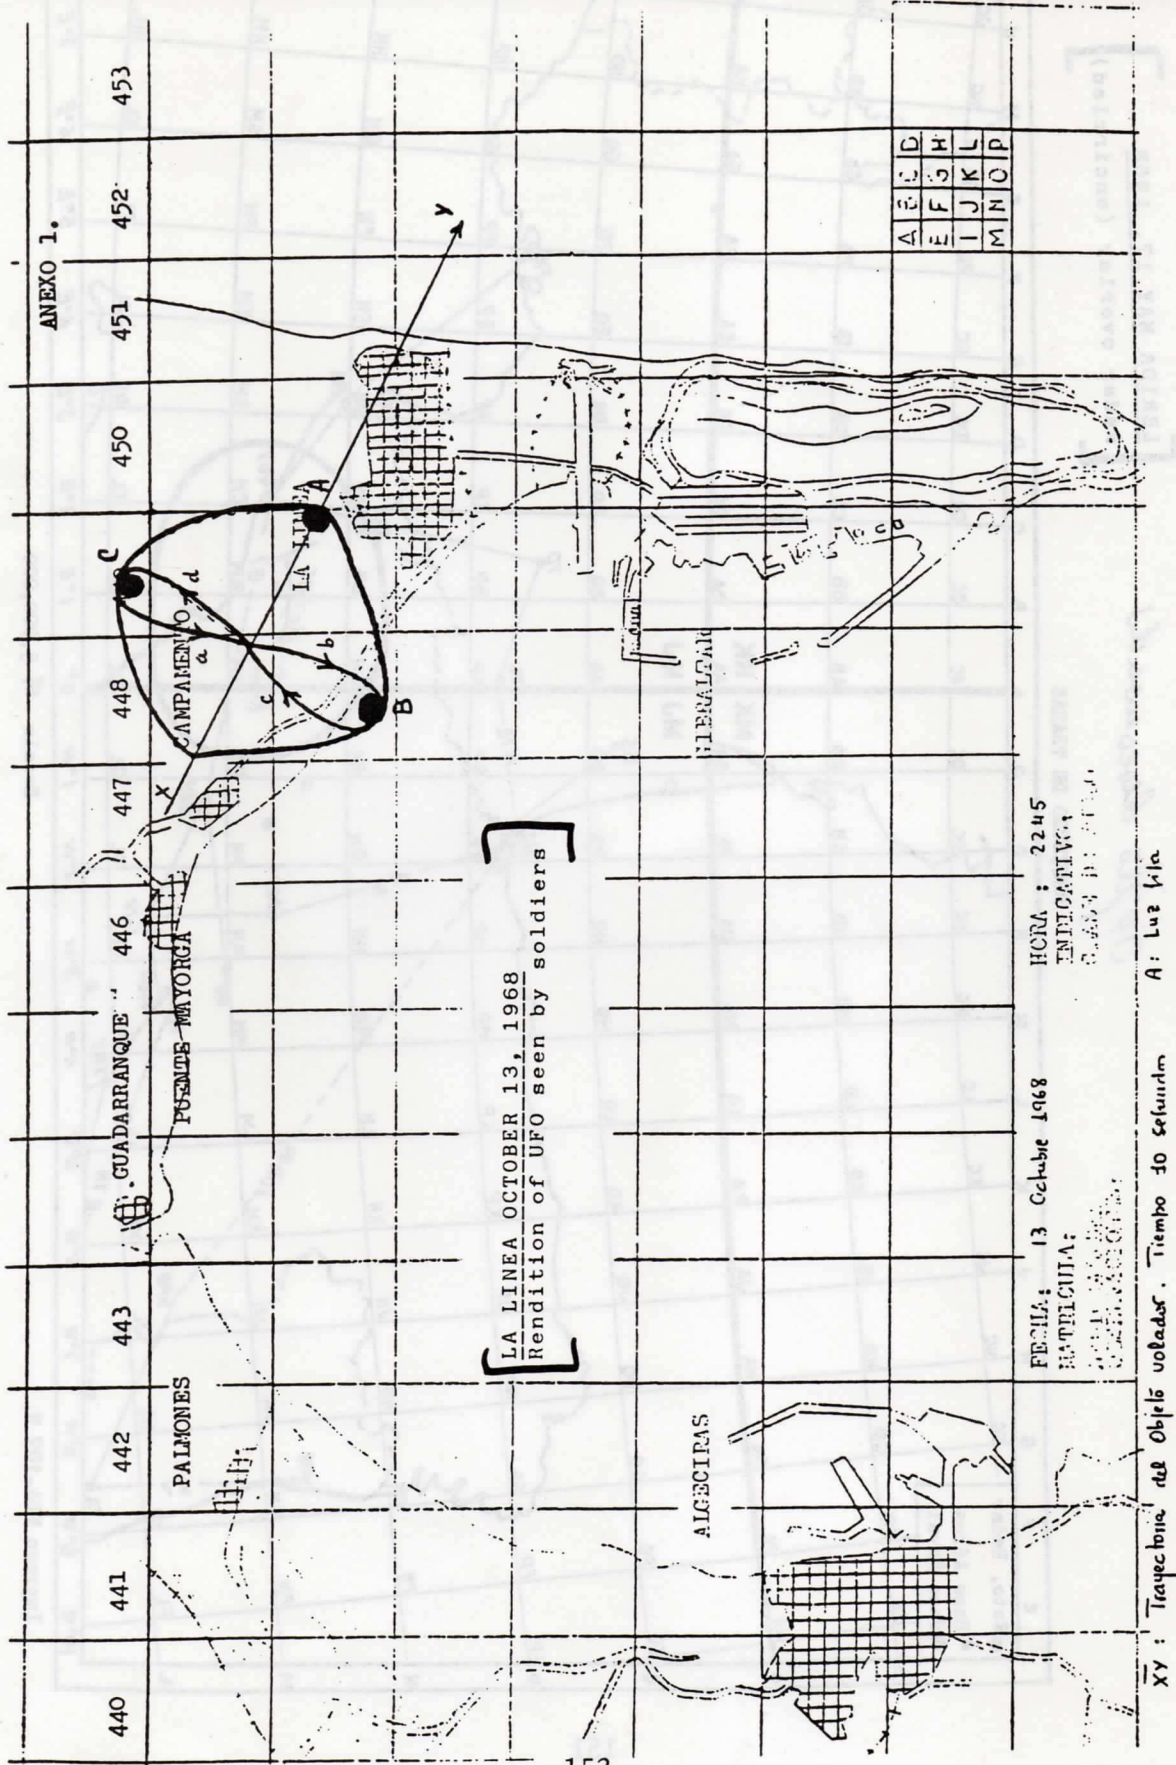 ANEXO 1.
440 441 442 443 446 447 448 450 451 452 453
GUADARRANQUE
PALMONES
PUENTE MAYORGA
x
CAMPAMENTO
C
a
d
c
b
B
LA LINEA
A
y
[LA LINEA OCTOBER 13, 1968
Rendition of UFO seen by soldiers]
ALGECIRAS
GIBRALTAR
A B C D
E F G H
I J K L
M N O P
FECHA: 13 Octubre 1968
HORA : 2245
MATRICULA:
INDICATIVO:
XY : Trayectoria del Objeto volador. Tiempo 10 segundos
A: Luz fija